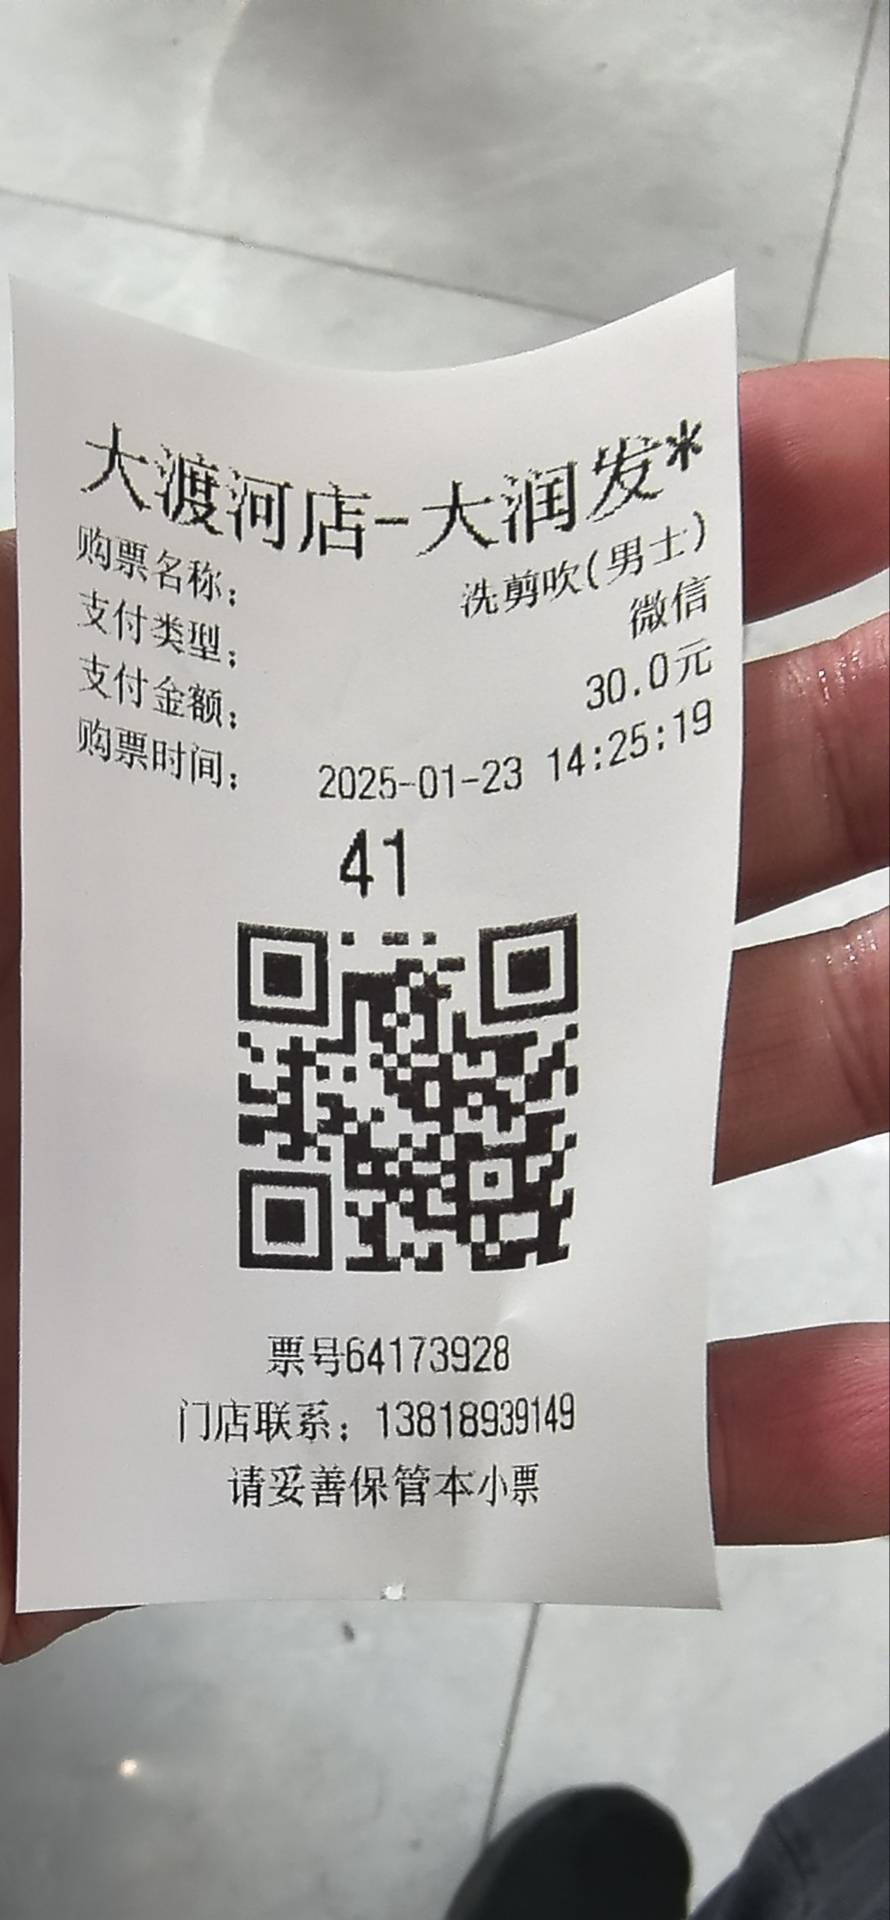 大渡河店-大润发*
购票名称： 洗剪吹(男士)
支付类型： 微信
支付金额： 30.0元
购票时间： 2025-01-23 14:25:19
41
票号64173928
门店联系：13818939149
请妥善保管本小票